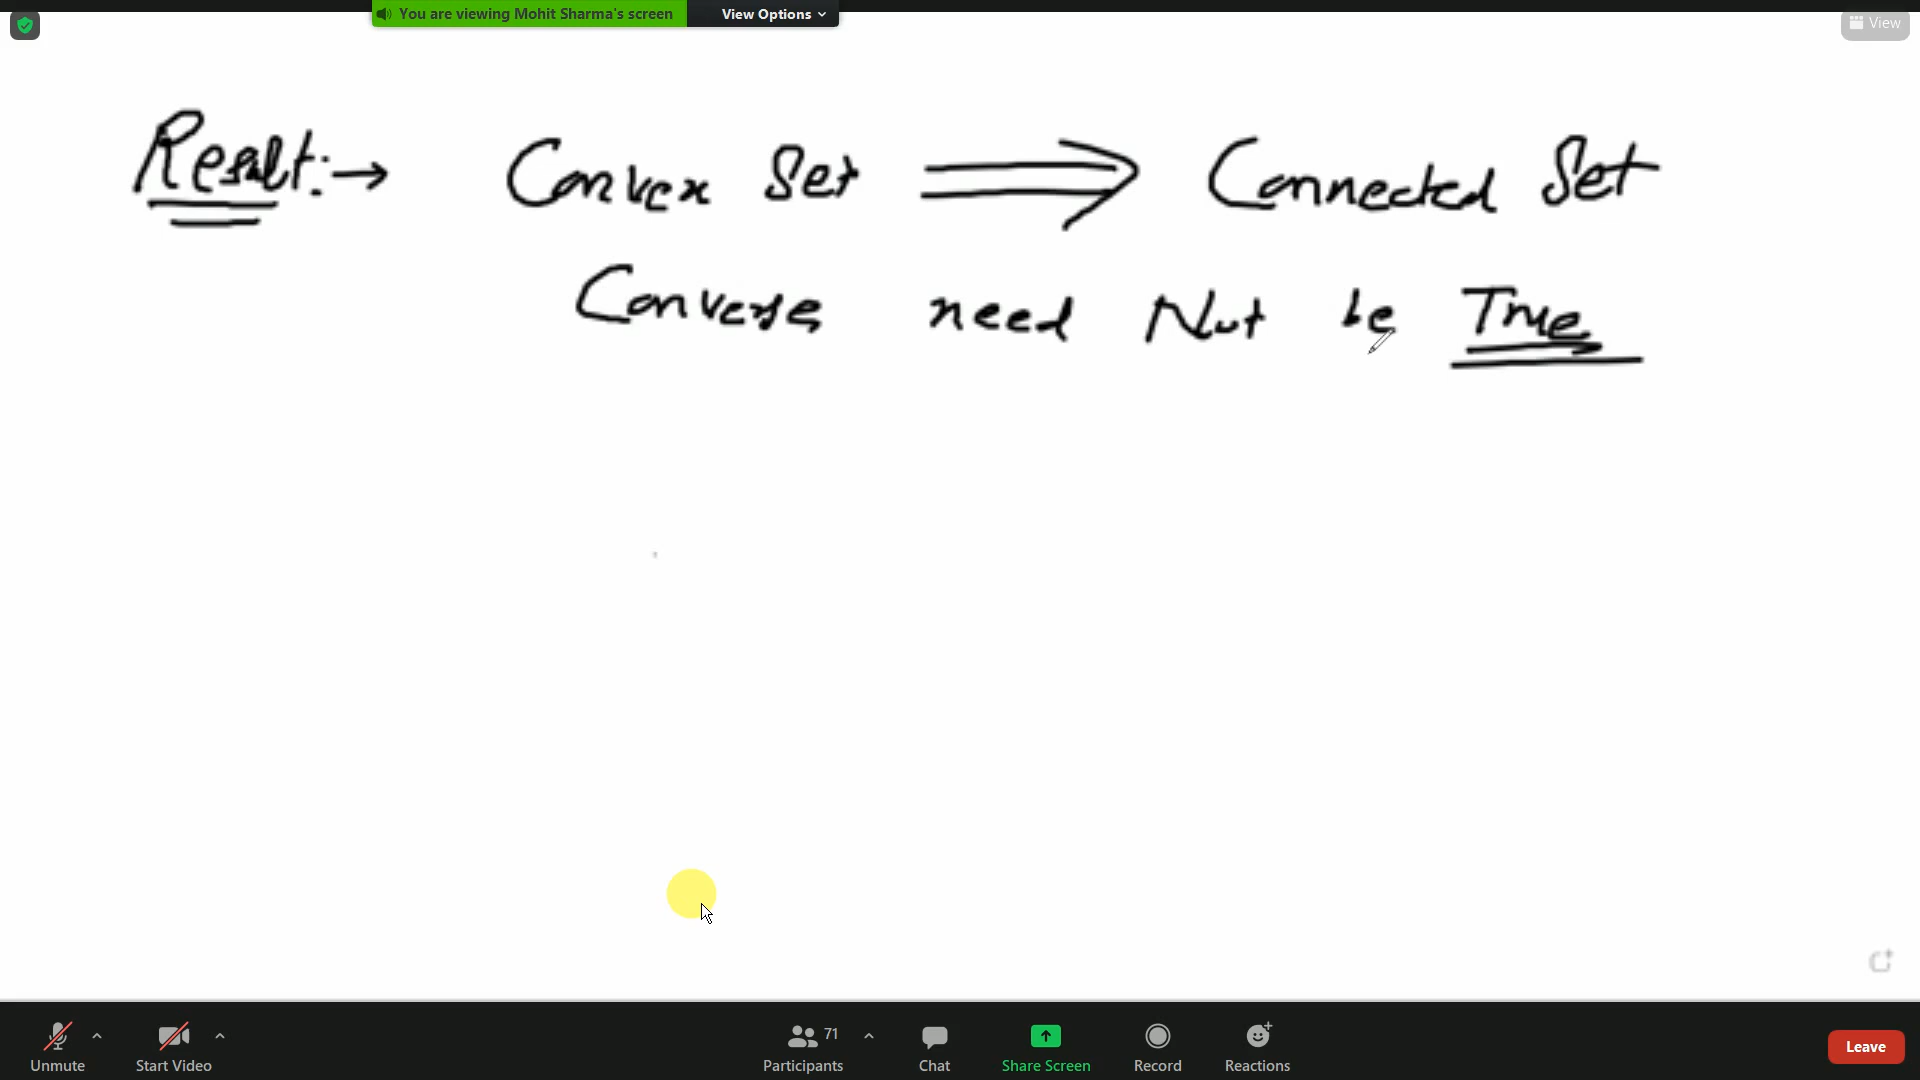 You are viewing Mohit Sharma's screen View Options
View
Result:→ Convex Set ⟹ Connected Set
Converse need Not be True
Unmute Start Video 71 Participants Chat Share Screen Record Reactions Leave